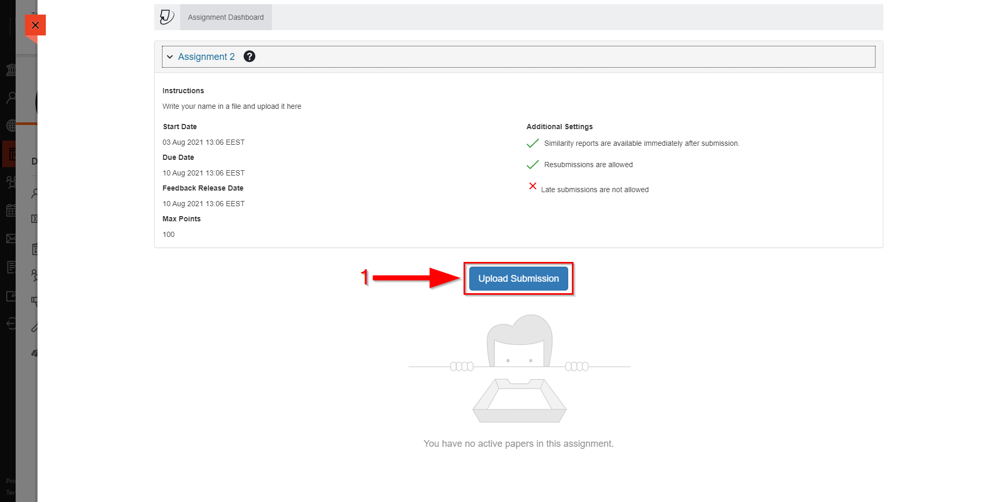 Assignment Dashboard
Assignment 2
Instructions
Write your name in a file and upload it here
Start Date
03 Aug 2021 13:06 EEST
Due Date
10 Aug 2021 13:06 EEST
Feedback Release Date
10 Aug 2021 13:06 EEST
Max Points
100
Additional Settings
Similarity reports are available immediately after submission.
Resubmissions are allowed
Late submissions are not allowed
1
Upload Submission
You have no active papers in this assignment.
D
Pri
Ter